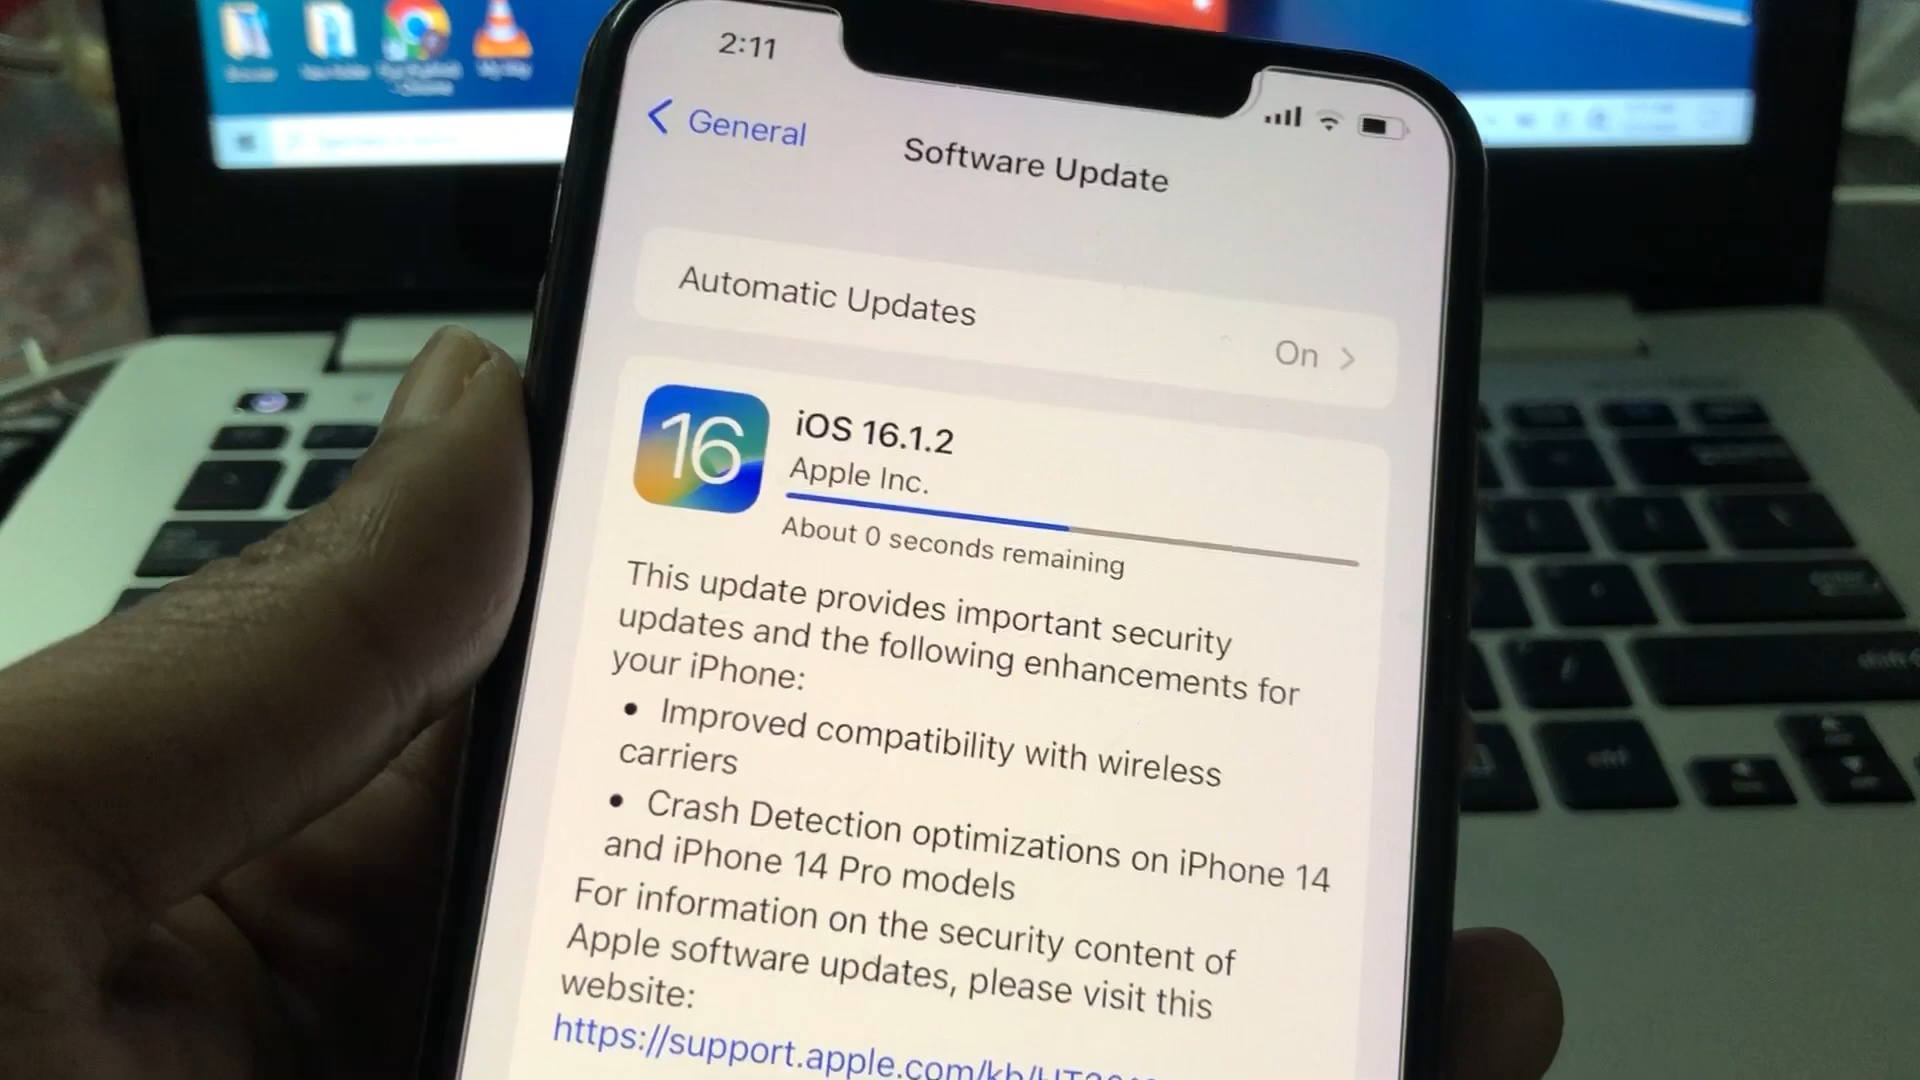 2:11
General
Software Update
Automatic Updates
On
16
iOS 16.1.2
Apple Inc.
About 0 seconds remaining
This update provides important security
updates and the following enhancements for
your iPhone:
• Improved compatibility with wireless
carriers
• Crash Detection optimizations on iPhone 14
and iPhone 14 Pro models
For information on the security content of
Apple software updates, please visit this
website:
https://support.apple.com/kb/